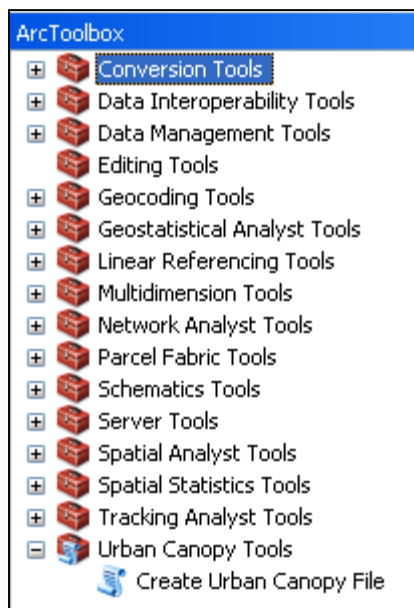 ArcToolbox
Conversion Tools
Data Interoperability Tools
Data Management Tools
Editing Tools
Geocoding Tools
Geostatistical Analyst Tools
Linear Referencing Tools
Multidimension Tools
Network Analyst Tools
Parcel Fabric Tools
Schematics Tools
Server Tools
Spatial Analyst Tools
Spatial Statistics Tools
Tracking Analyst Tools
Urban Canopy Tools
Create Urban Canopy File